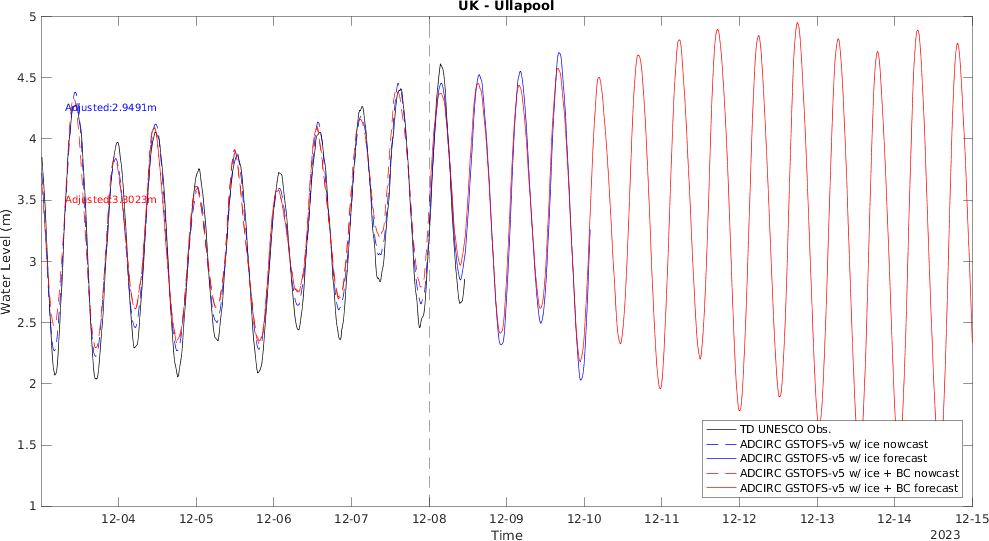 UK - Ullapool
5
4.5
4
3.5
3
2.5
2
1.5
1
Water Level (m)
Adjusted:2.9491m
Adjusted:3.3023m
TD UNESCO Obs.
ADCIRC GSTOFS-v5 w/ ice nowcast
ADCIRC GSTOFS-v5 w/ ice forecast
ADCIRC GSTOFS-v5 w/ ice + BC nowcast
ADCIRC GSTOFS-v5 w/ ice + BC forecast
12-04 12-05 12-06 12-07 12-08 12-09 12-10 12-11 12-12 12-13 12-14 12-15
Time
2023